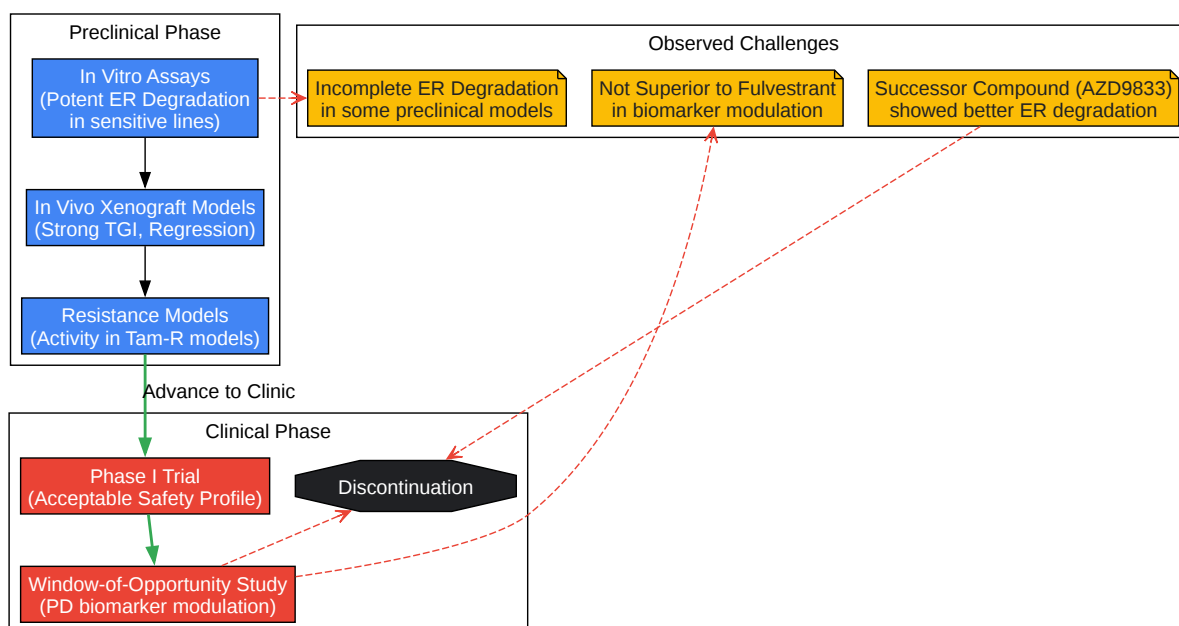 Preclinical Phase
In Vitro Assays
(Potent ER Degradation
in sensitive lines)
In Vivo Xenograft Models
(Strong TGI, Regression)
Resistance Models
(Activity in Tam-R models)
Observed Challenges
Incomplete ER Degradation
in some preclinical models
Not Superior to Fulvestrant
in biomarker modulation
Successor Compound (AZD9833)
showed better ER degradation
Advance to Clinic
Clinical Phase
Phase I Trial
(Acceptable Safety Profile)
Discontinuation
Window-of-Opportunity Study
(PD biomarker modulation)